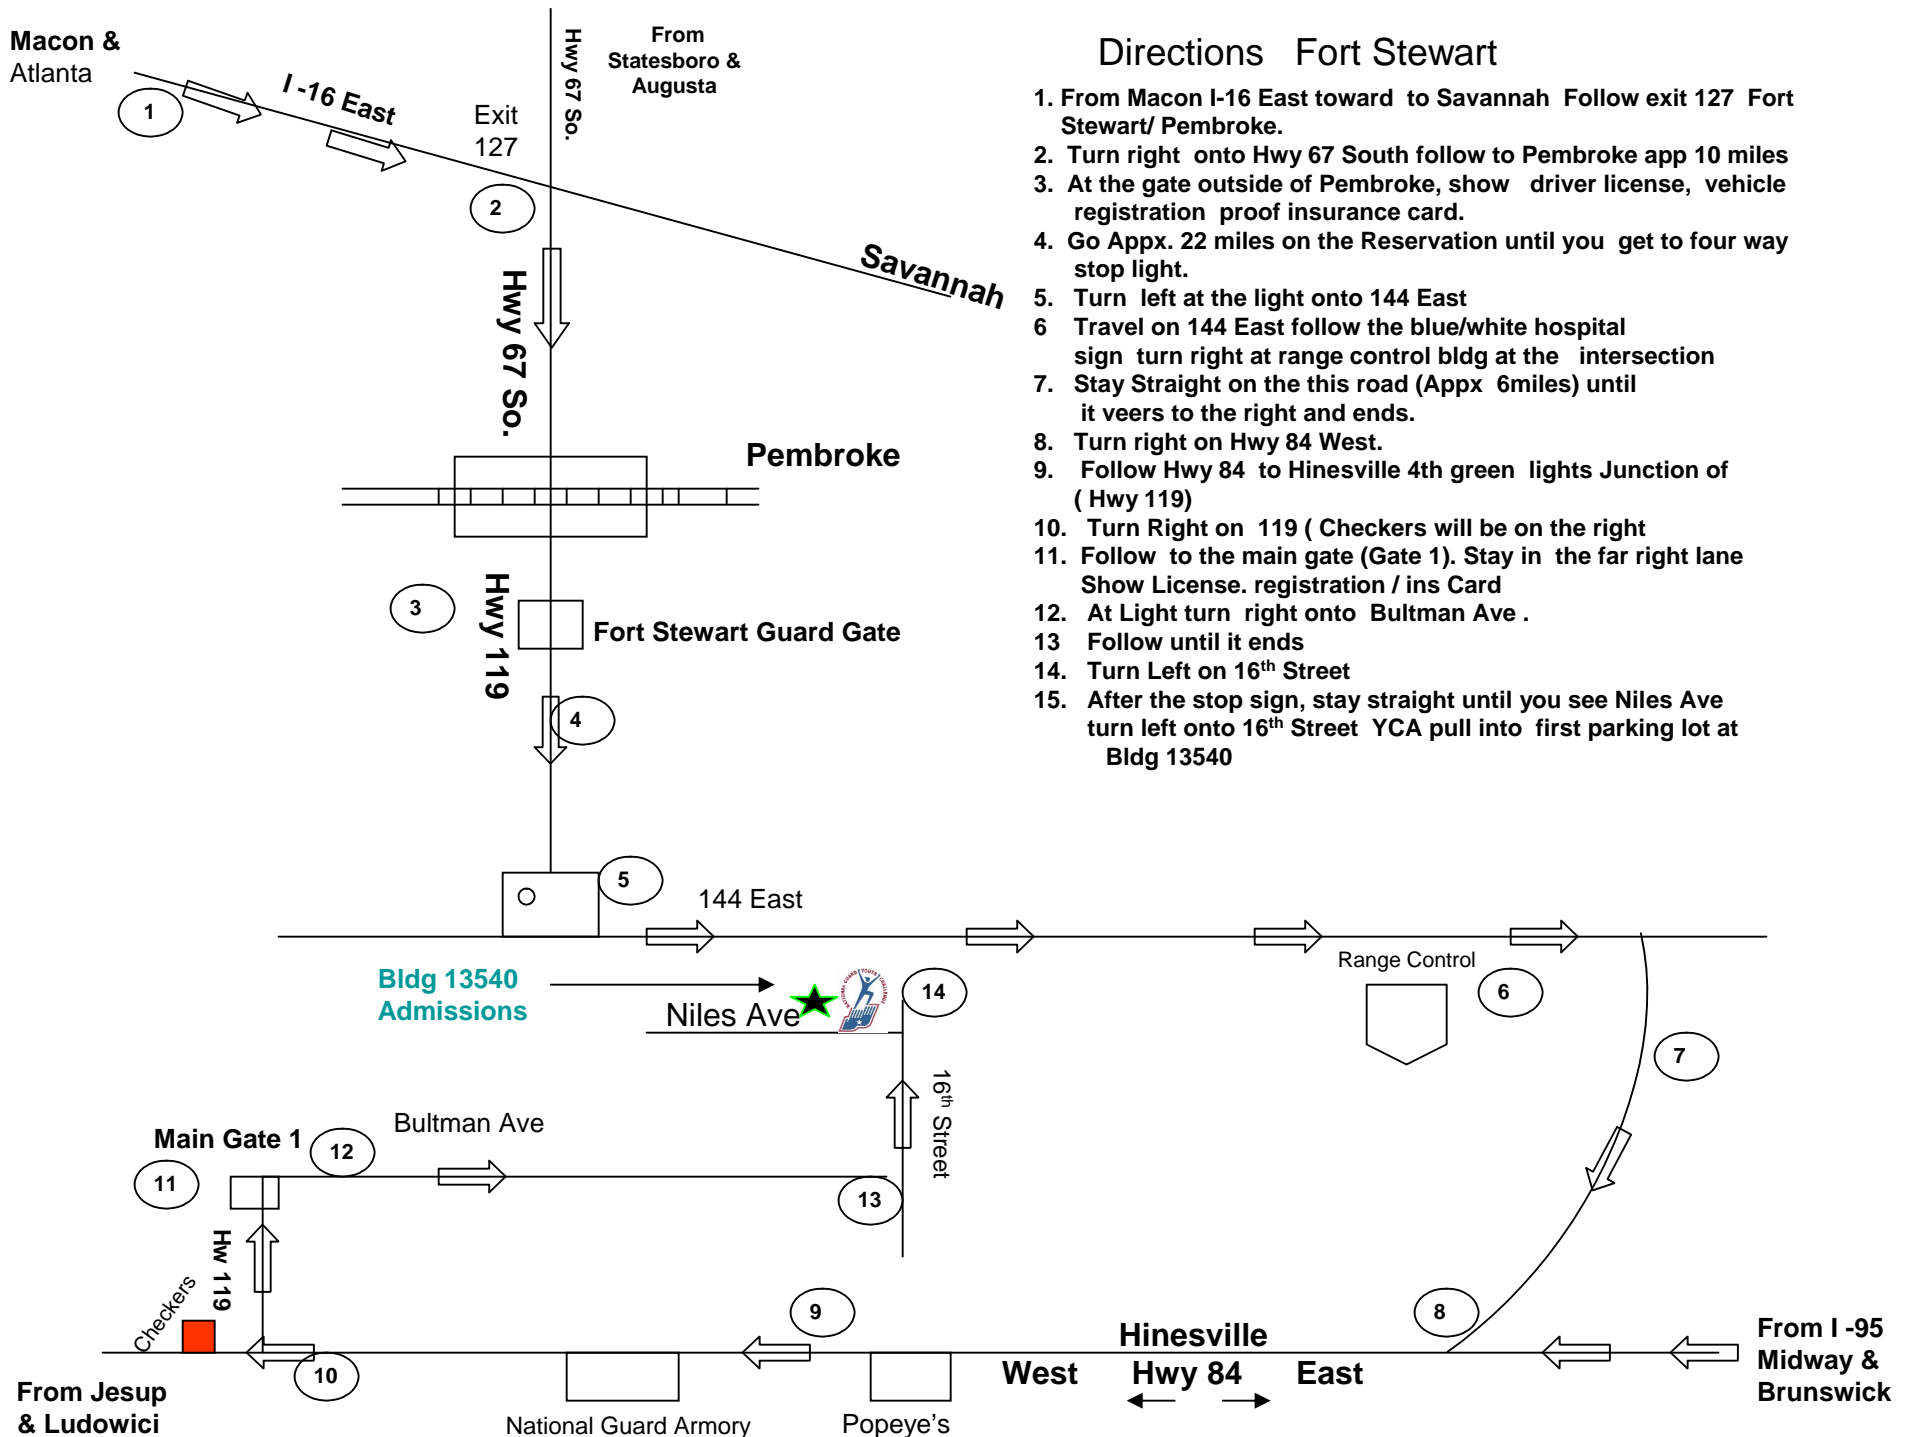 Macon &
Atlanta
1
I -16 East
Exit
127
Hwy 67 So.
From
Statesboro &
Augusta
2
Savannah
Hwy 67 So.
Pembroke
3
Hwy 119
Fort Stewart Guard Gate
4
5
144 East
Directions   Fort Stewart
1. From Macon I-16 East toward  to Savannah  Follow exit 127  Fort
Stewart/ Pembroke.
2.  Turn right  onto Hwy 67 South follow to Pembroke app 10 miles
3.  At the gate outside of Pembroke, show   driver license,  vehicle
registration  proof insurance card.
4.  Go Appx. 22 miles on the Reservation until you  get to four way
stop light.
5.   Turn  left at the light onto 144 East
6    Travel on 144 East follow the blue/white hospital
sign  turn right at range control bldg at the   intersection
7.   Stay Straight on the this road (Appx  6miles) until
it veers to the right and ends.
8.   Turn right on Hwy 84 West.
9.    Follow Hwy 84  to Hinesville 4th green  lights Junction of
( Hwy 119)
10.   Turn Right on  119 ( Checkers will be on the right
11.  Follow  to the main gate (Gate 1). Stay in  the far right lane
Show License. registration / ins Card
12.   At Light turn  right onto  Bultman Ave .
13    Follow until it ends
14.   Turn Left on 16th Street
15.   After the stop sign, stay straight until you see Niles Ave
turn left onto 16th Street  YCA pull into  first parking lot at
Bldg 13540
Bldg 13540
Admissions
Niles Ave
NATIONAL GUARD YOUTH CHALLENGE
14
Range Control
6
7
16th Street
Main Gate 1
12
Bultman Ave
11
13
Hw 119
Checkers
9
8
Hinesville
West
Hwy 84
East
From I -95
Midway &
Brunswick
10
From Jesup
& Ludowici
National Guard Armory
Popeye's